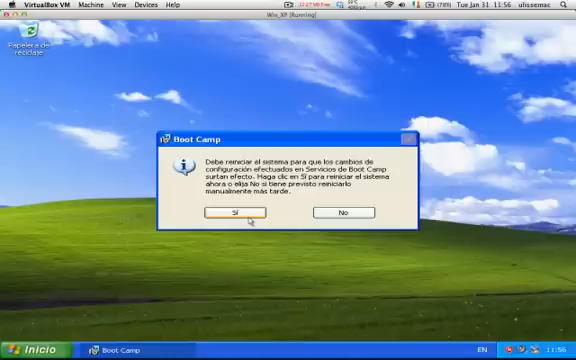 VirtualBox VM Machine View Devices Help Tue Jan 31 11:56 ulissemac
Win_XP [Running]
Papelera de
reciclaje
Boot Camp
Debe reiniciar el sistema para que los cambios de
configuración efectuados en Servicios de Boot Camp
surtan efecto. Haga clic en Sí para reiniciar el sistema
ahora o elija No si tiene previsto reiniciarlo
manualmente más tarde.
Sí No
Inicio Boot Camp EN 11:56